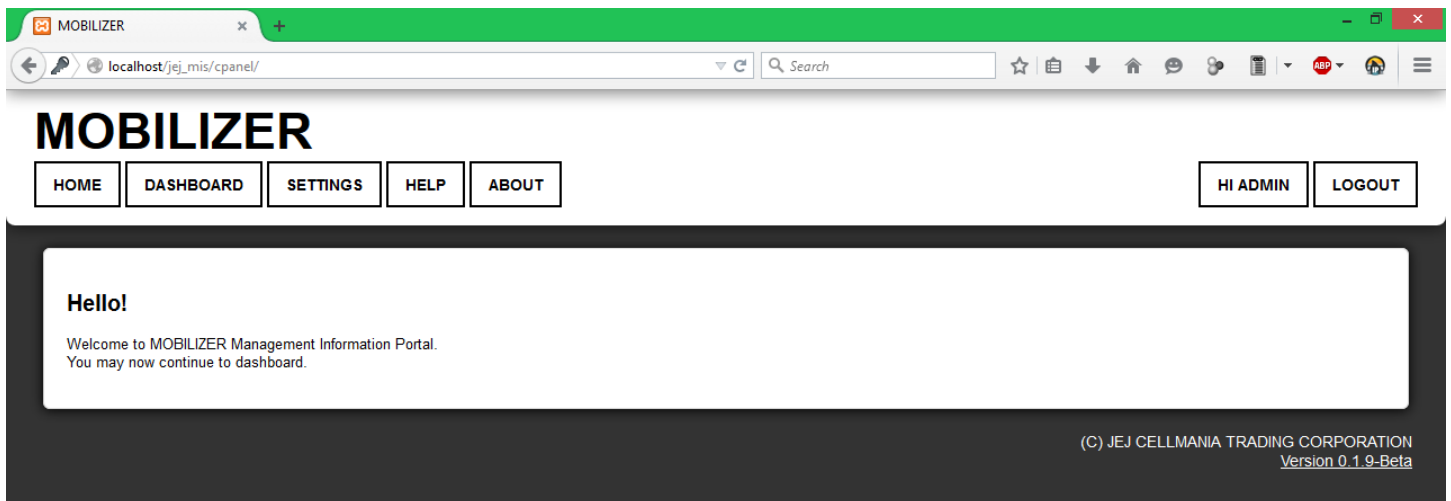 MOBILIZER
localhost/jej_mis/cpanel/
Search
ABP
MOBILIZER
HOME DASHBOARD SETTINGS HELP ABOUT HI ADMIN LOGOUT
Hello!
Welcome to MOBILIZER Management Information Portal.
You may now continue to dashboard.
(C) JEJ CELLMANIA TRADING CORPORATION
Version 0.1.9-Beta